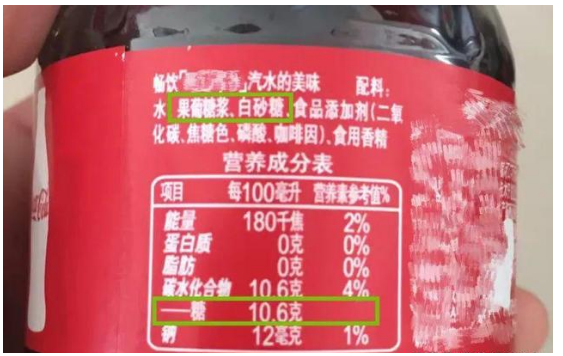 畅饮「 」汽水的美味 配料:
水、果葡糖浆、白砂糖、食品添加剂(二氧
化碳、焦糖色、磷酸、咖啡因)、食用香精
营养成分表
项目 每100毫升 营养素参考值%
能量 180千焦 2%
蛋白质 0克 0%
脂肪 0克 0%
碳水化合物 10.6克 4%
——糖 10.6克
钠 12毫克 1%